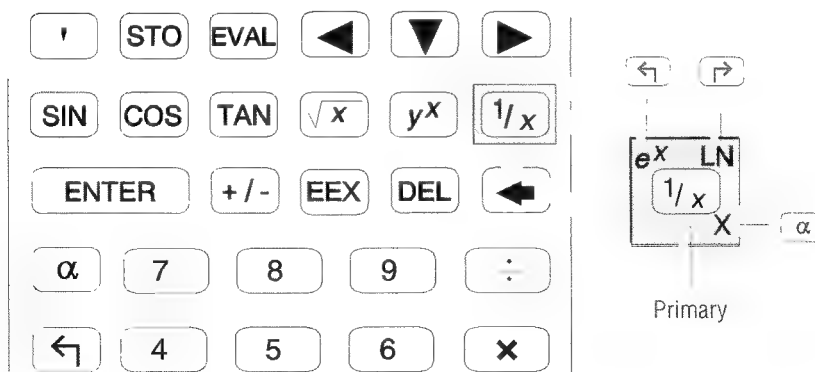 ' STO EVAL ◀ ▼ ▶
SIN COS TAN √x y^x 1/x
ENTER +/- EEX DEL ⬅
α 7 8 9 ÷
↰ 4 5 6 ×
↰ ↱
e^x LN
1/x
X α
Primary